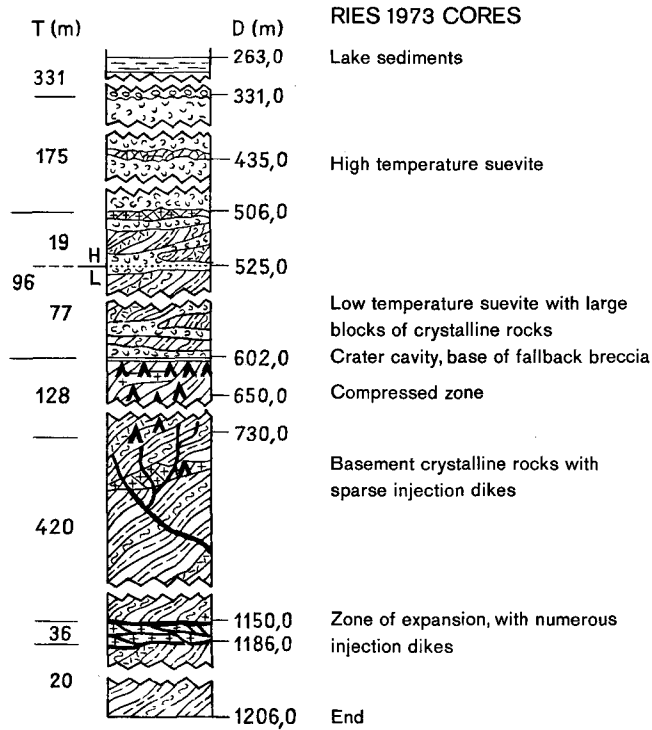 RIES 1973 CORES
T (m) D (m)
263,0 Lake sediments
331
331,0
175 435,0 High temperature suevite
506,0
19 H
525,0
96 L
77 Low temperature suevite with large
blocks of crystalline rocks
602,0 Crater cavity, base of fallback breccia
128 650,0 Compressed zone
730,0
Basement crystalline rocks with
sparse injection dikes
420
1150,0 Zone of expansion, with numerous
36 1186,0 injection dikes
20
1206,0 End